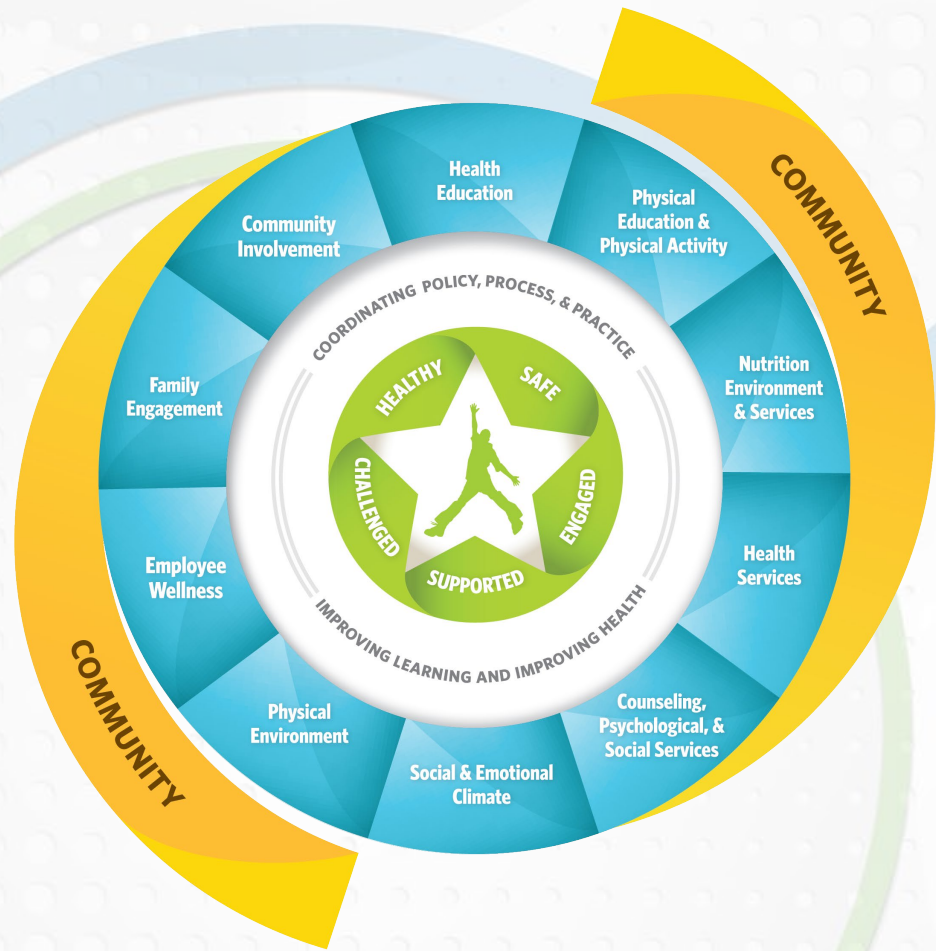 COMMUNITY
Health
Education
Physical
Education &
Physical Activity
Nutrition
Environment
& Services
Health
Services
Counseling,
Psychological, &
Social Services
Social & Emotional
Climate
Physical
Environment
Employee
Wellness
Family
Engagement
Community
Involvement
COORDINATING POLICY, PROCESS, & PRACTICE
IMPROVING LEARNING AND IMPROVING HEALTH
HEALTHY
SAFE
ENGAGED
SUPPORTED
CHALLENGED
COMMUNITY